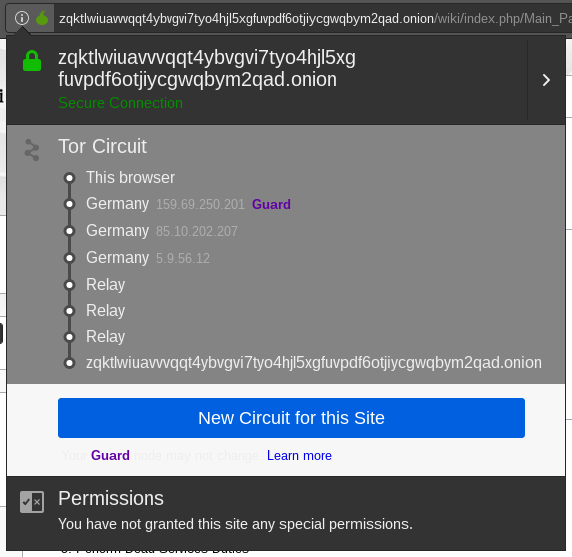 zqktlwiuavvvqqt4ybvgvi7tyo4hjl5xgfuvpdf6otjiycgwqbym2qad.onion/wiki/index.php/Main_Pa
zqktlwiuavvvqqt4ybvgvi7tyo4hjl5xg
fuvpdf6otjiycgwqbym2qad.onion
Secure Connection
Tor Circuit
This browser
Germany 159.69.250.201 Guard
Germany 85.10.202.207
Germany 5.9.56.12
Relay
Relay
Relay
zqktlwiuavvvqqt4ybvgvi7tyo4hjl5xgfuvpdf6otjiycgwqbym2qad.onion
New Circuit for this Site
Your Guard node may not change. Learn more
Permissions
You have not granted this site any special permissions.